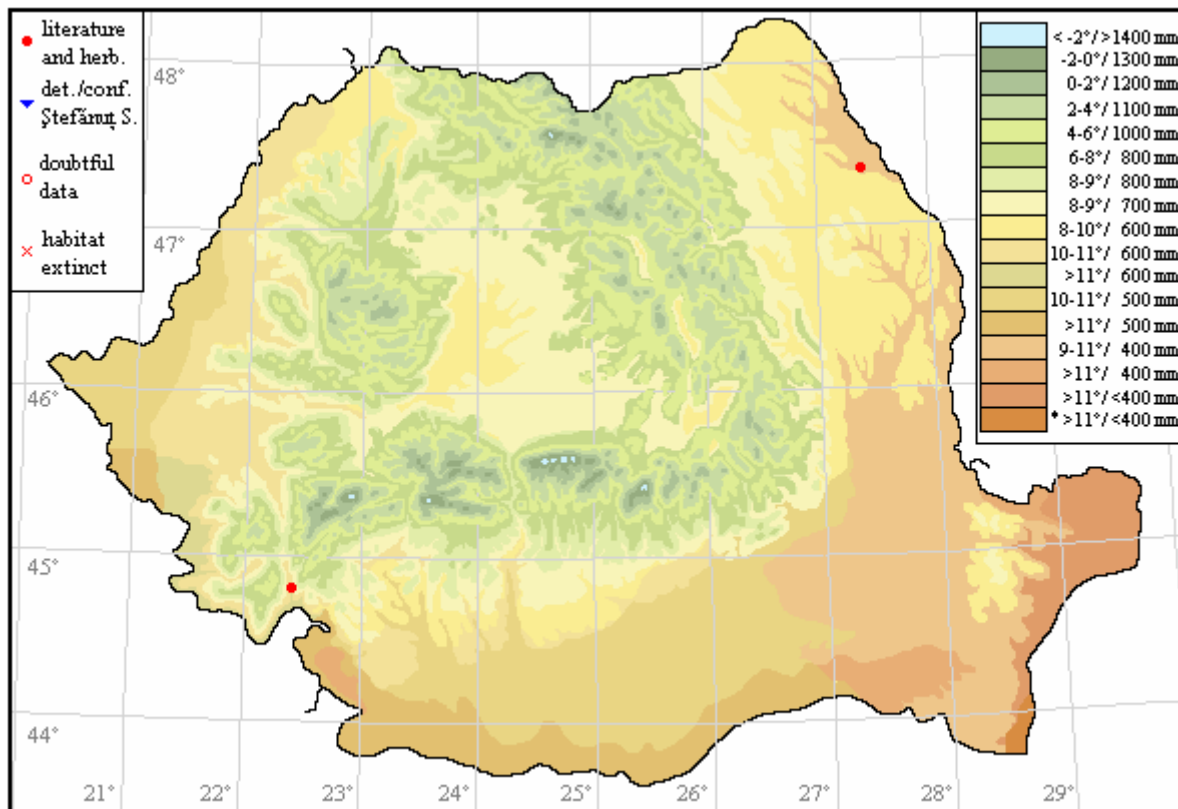 literature
and herb.
det./conf.
Ştefănuţ S.
doubtful
data
habitat
extinct
< -2°/>1400 mm
-2-0°/1300 mm
0-2°/1200 mm
2-4°/1100 mm
4-6°/1000 mm
6-8°/ 800 mm
8-9°/ 800 mm
8-9°/ 700 mm
8-10°/ 600 mm
10-11°/ 600 mm
>11°/ 600 mm
10-11°/ 500 mm
>11°/ 500 mm
9-11°/ 400 mm
>11°/ 400 mm
>11°/<400 mm
* >11°/<400 mm
48°
47°
46°
45°
44°
21°
22°
23°
24°
25°
26°
27°
28°
29°